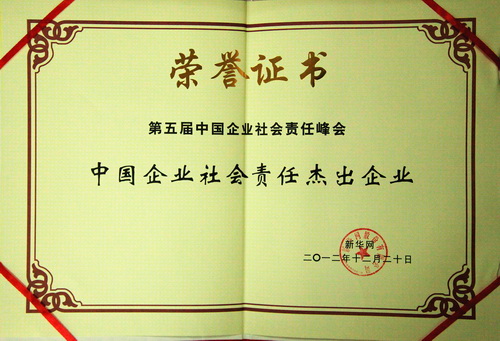 荣誉证书
第五届中国企业社会责任峰会
中国企业社会责任杰出企业
新华网
二〇一二年十二月二十日